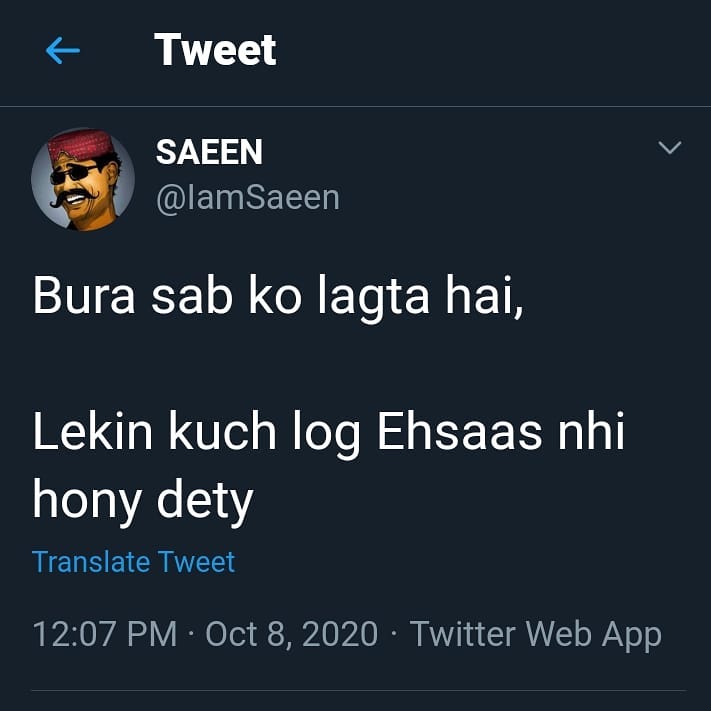 Tweet
SAEEN
@IamSaeen
Bura sab ko lagta hai,
Lekin kuch log Ehsaas nhi
hony dety
Translate Tweet
12:07 PM · Oct 8, 2020 · Twitter Web App